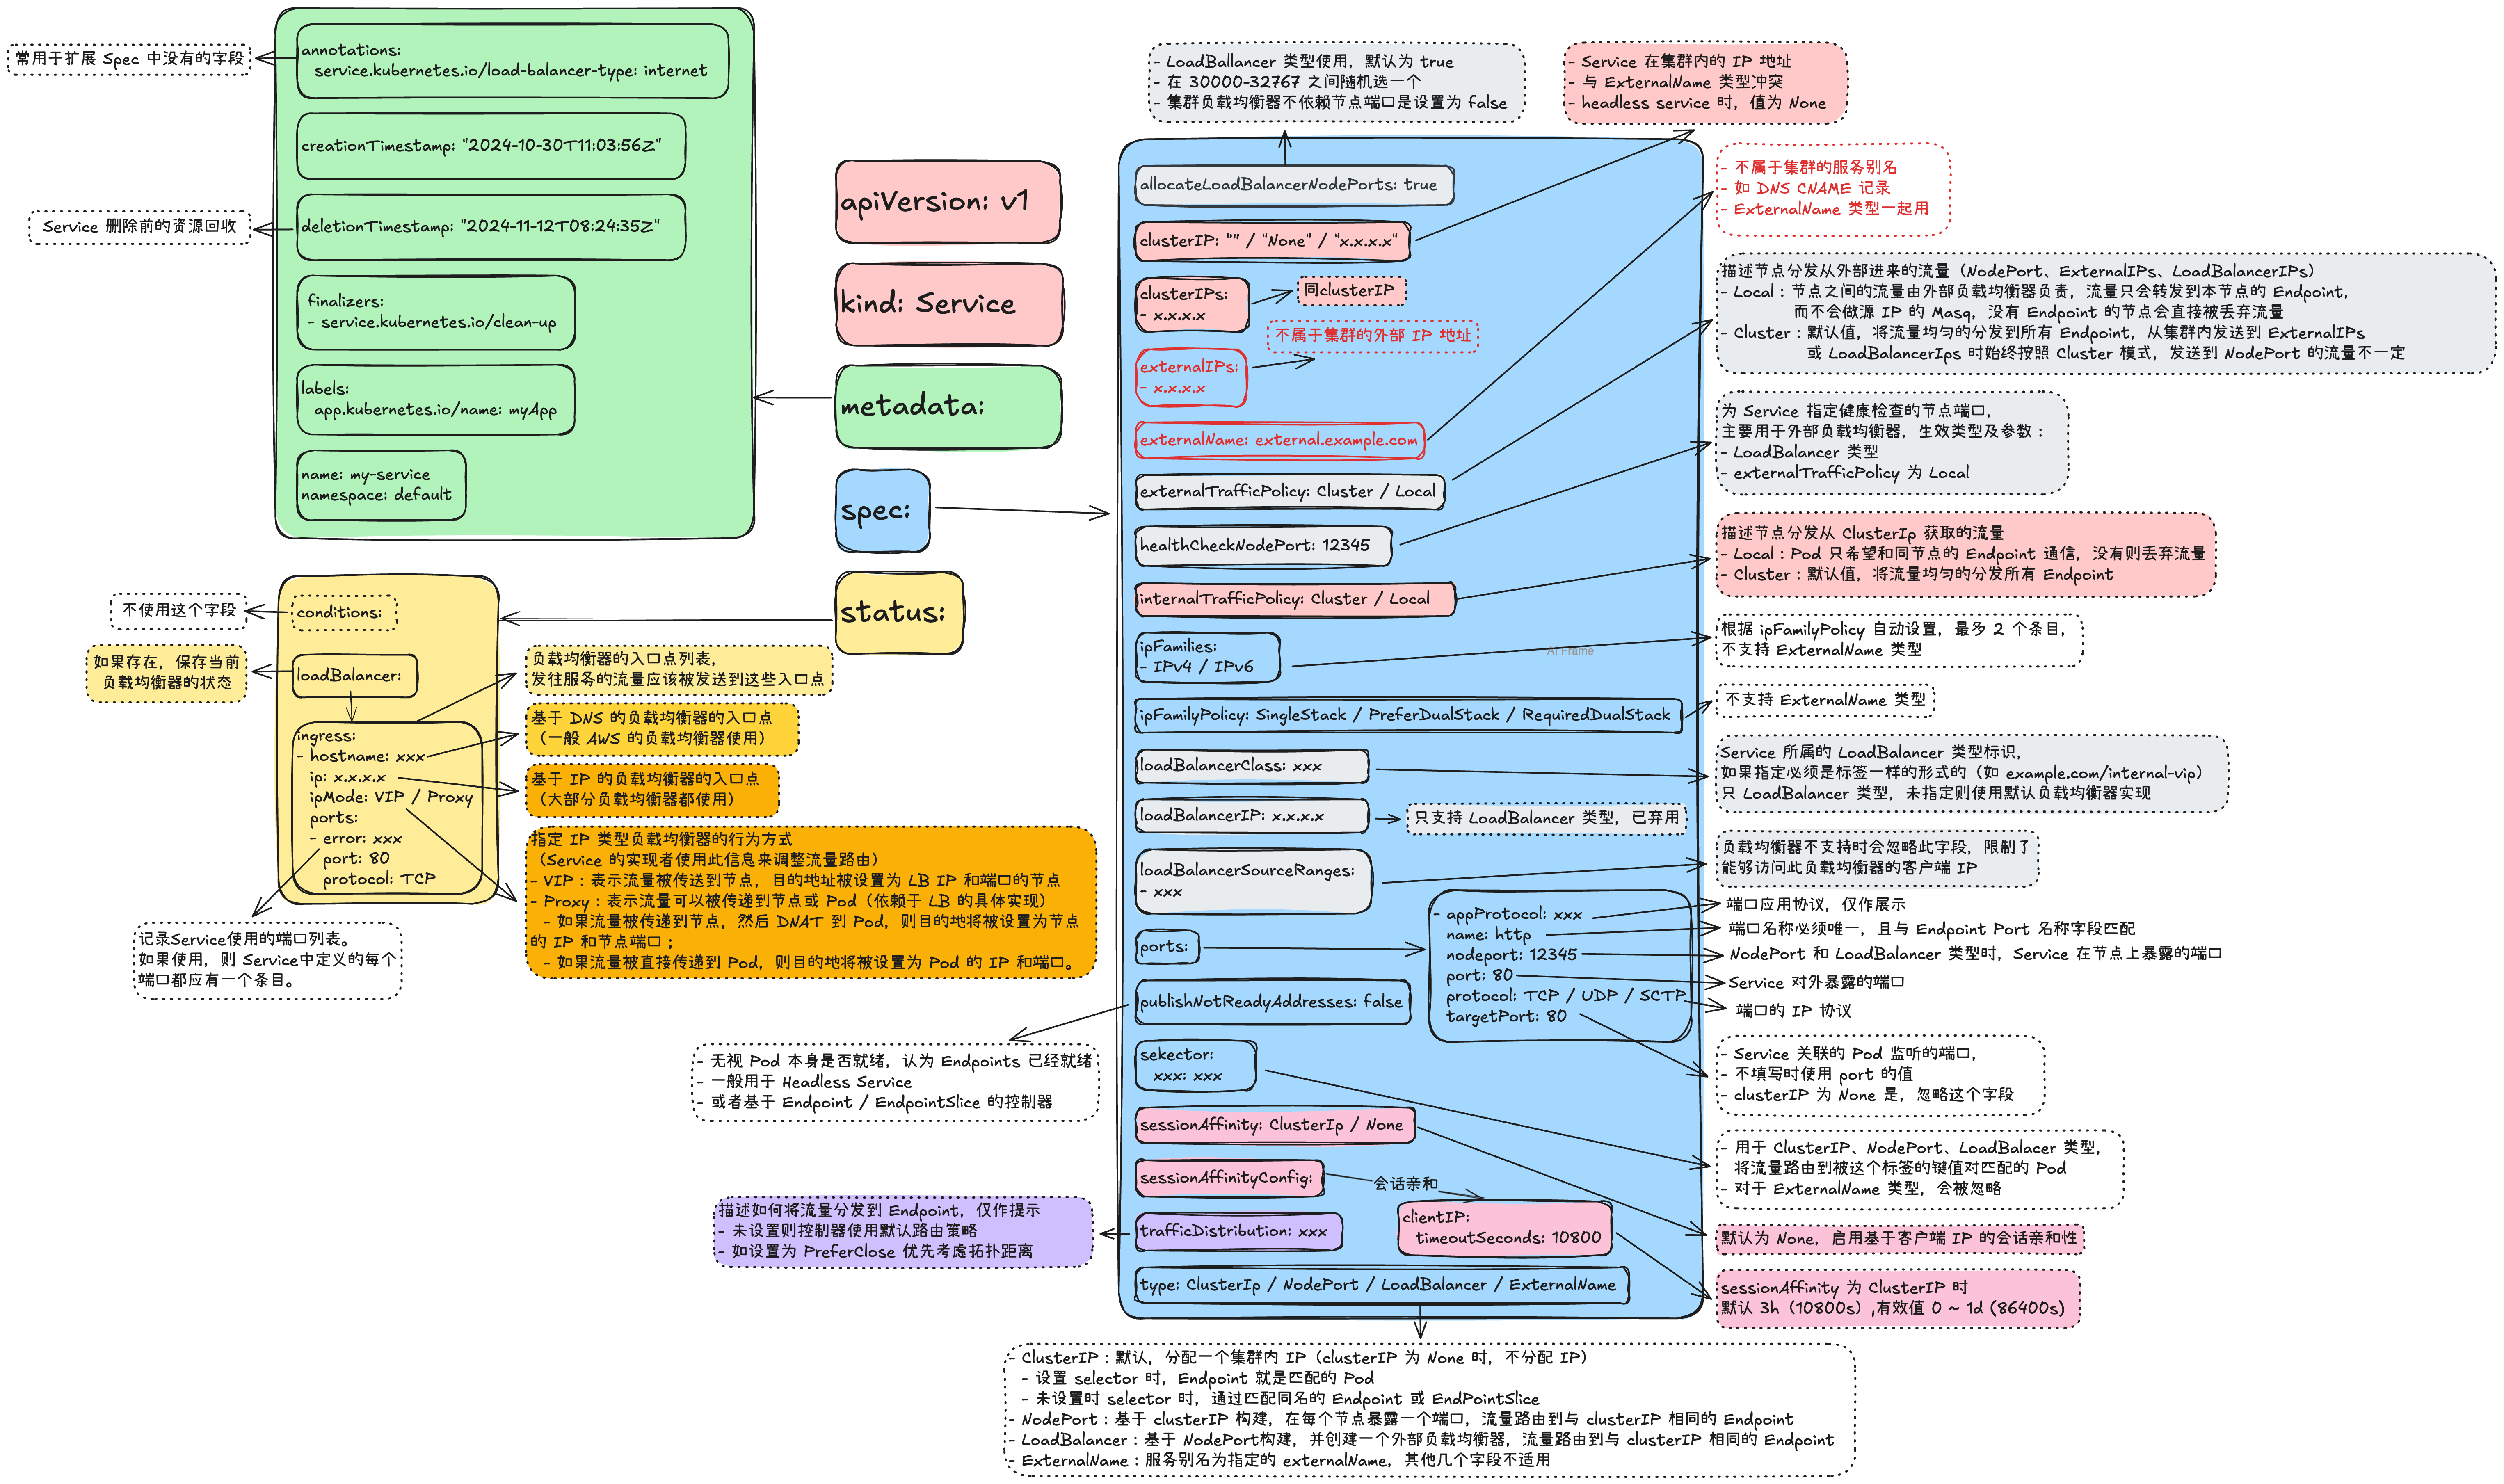 常用于扩展 Spec 中没有的字段
annotations:
service.kubernetes.io/load-balancer-type: internet
creationTimestamp: "2024-10-30T11:03:56Z"
Service 删除前的资源回收
deletionTimestamp: "2024-11-12T08:24:35Z"
finalizers:
- service.kubernetes.io/clean-up
labels:
app.kubernetes.io/name: myApp
name: my-service
namespace: default
apiVersion: v1
kind: Service
metadata:
spec:
status:
不使用这个字段
conditions:
如果存在，保存当前
负载均衡器的状态
loadBalancer:
ingress:
- hostname: xxx
ip: x.x.x.x
ipMode: VIP / Proxy
ports:
- error: xxx
port: 80
protocol: TCP
负载均衡器的入口点列表，
发往服务的流量应该被发送到这些入口点
基于 DNS 的负载均衡器的入口点
（一般 AWS 的负载均衡器使用）
基于 IP 的负载均衡器的入口点
（大部分负载均衡器都使用）
指定 IP 类型负载均衡器的行为方式
（Service 的实现者使用此信息来调整流量路由）
- VIP：表示流量被传送到节点，目的地址被设置为 LB IP 和端口的节点
- Proxy：表示流量可以被传递到节点或 Pod（依赖于 LB 的具体实现）
- 如果流量被传递到节点，然后 DNAT 到 Pod，则目的地将被设置为节点
的 IP 和节点端口；
- 如果流量被直接传递到 Pod，则目的地将被设置为 Pod 的 IP 和端口。
记录Service使用的端口列表。
如果使用，则 Service中定义的每个
端口都应有一个条目。
- LoadBallancer 类型使用，默认为 true
- 在 30000-32767 之间随机选一个
- 集群负载均衡器不依赖节点端口是设置为 false
- Service 在集群内的 IP 地址
- 与 ExternalName 类型冲突
- headless service 时，值为 None
allocateLoadBalancerNodePorts: true
clusterIP: "" / "None" / "x.x.x.x"
clusterIPs:
- x.x.x.x
同clusterIP
不属于集群的外部 IP 地址
externalIPs:
- x.x.x.x
externalName: external.example.com
- 不属于集群的服务别名
- 如 DNS CNAME 记录
- ExternalName 类型一起用
externalTrafficPolicy: Cluster / Local
描述节点分发从外部进来的流量（NodePort、ExternalIPs、LoadBalancerIPs）
- Local：节点之间的流量由外部负载均衡器负责，流量只会转发到本节点的 Endpoint，
而不会做源 IP 的 Masq，没有 Endpoint 的节点会直接被丢弃流量
- Cluster：默认值，将流量均匀的分发到所有 Endpoint，从集群内发送到 ExternalIPs
或 LoadBalancerIps 时始终按照 Cluster 模式，发送到 NodePort 的流量不一定
healthCheckNodePort: 12345
为 Service 指定健康检查的节点端口，
主要用于外部负载均衡器，生效类型及参数：
- LoadBalancer 类型
- externalTrafficPolicy 为 Local
internalTrafficPolicy: Cluster / Local
描述节点分发从 ClusterIp 获取的流量
- Local：Pod 只希望和同节点的 Endpoint 通信，没有则丢弃流量
- Cluster：默认值，将流量均匀的分发所有 Endpoint
ipFamilies:
- IPv4 / IPv6
AI Frame
根据 ipFamilyPolicy 自动设置，最多 2 个条目，
不支持 ExternalName 类型
ipFamilyPolicy: SingleStack / PreferDualStack / RequiredDualStack
不支持 ExternalName 类型
loadBalancerClass: xxx
Service 所属的 LoadBalancer 类型标识，
如果指定必须是标签一样的形式的（如 example.com/internal-vip）
只 LoadBalancer 类型，未指定则使用默认负载均衡器实现
loadBalancerIP: x.x.x.x
只支持 LoadBalancer 类型，已弃用
loadBalancerSourceRanges:
- xxx
负载均衡器不支持时会忽略此字段，限制了
能够访问此负载均衡器的客户端 IP
ports:
- appProtocol: xxx
name: http
nodeport: 12345
port: 80
protocol: TCP / UDP / SCTP
targetPort: 80
端口应用协议，仅作展示
端口名称必须唯一，且与 Endpoint Port 名称字段匹配
NodePort 和 LoadBalancer 类型时，Service 在节点上暴露的端口
Service 对外暴露的端口
端口的 IP 协议
- Service 关联的 Pod 监听的端口，
- 不填写时使用 port 的值
- clusterIP 为 None 是，忽略这个字段
publishNotReadyAddresses: false
- 无视 Pod 本身是否就绪，认为 Endpoints 已经就绪
- 一般用于 Headless Service
- 或者基于 Endpoint / EndpointSlice 的控制器
sekector:
xxx: xxx
- 用于 ClusterIP、NodePort、LoadBalacer 类型，
将流量路由到被这个标签的键值对匹配的 Pod
- 对于 ExternalName 类型，会被忽略
sessionAffinity: ClusterIp / None
默认为 None，启用基于客户端 IP 的会话亲和性
sessionAffinityConfig:
会话亲和
clientIP:
timeoutSeconds: 10800
sessionAffinity 为 ClusterIP 时
默认 3h（10800s）,有效值 0 ~ 1d (86400s)
trafficDistribution: xxx
描述如何将流量分发到 Endpoint，仅作提示
- 未设置则控制器使用默认路由策略
- 如设置为 PreferClose 优先考虑拓扑距离
type: ClusterIp / NodePort / LoadBalancer / ExternalName
- ClusterIP：默认，分配一个集群内 IP（clusterIP 为 None 时，不分配 IP）
- 设置 selector 时，Endpoint 就是匹配的 Pod
- 未设置时 selector 时，通过匹配同名的 Endpoint 或 EndPointSlice
- NodePort：基于 clusterIP 构建，在每个节点暴露一个端口，流量路由到与 clusterIP 相同的 Endpoint
- LoadBalancer：基于 NodePort构建，并创建一个外部负载均衡器，流量路由到与 clusterIP 相同的 Endpoint
- ExternalName：服务别名为指定的 externalName，其他几个字段不适用